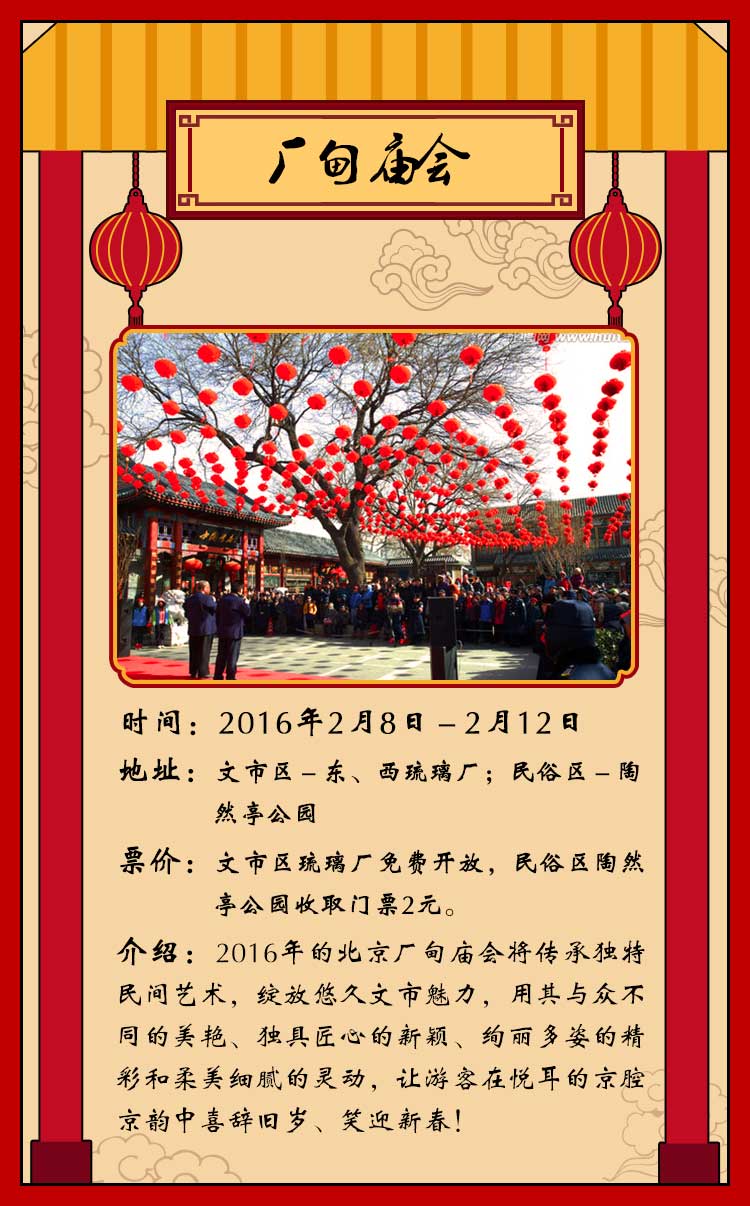 厂甸庙会
时间：2016年2月8日－2月12日
地址：文市区－东、西琉璃厂；民俗区－陶
然亭公园
票价：文市区琉璃厂免费开放，民俗区陶然
亭公园收取门票2元。
介绍：2016年的北京厂甸庙会将传承独特
民间艺术，绽放悠久文市魅力，用其与众不
同的美艳、独具匠心的新颖、绚丽多姿的精
彩和柔美细腻的灵动，让游客在悦耳的京腔
京韵中喜辞旧岁、笑迎新春！